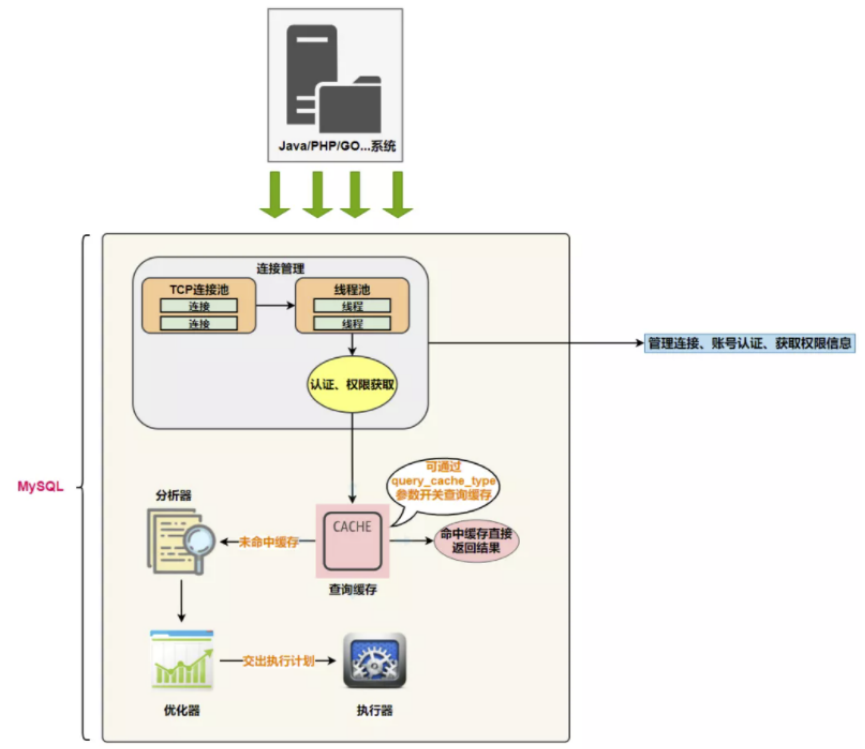 Java/PHP/GO...系统
连接管理
TCP连接池
连接
连接
线程池
线程
线程
认证、权限获取
管理连接、账号认证、获取权限信息
MySQL
可通过
query_cache_type
参数开关查询缓存
分析器
未命中缓存
CACHE
查询缓存
命中缓存直接
返回结果
交出执行计划
优化器
执行器